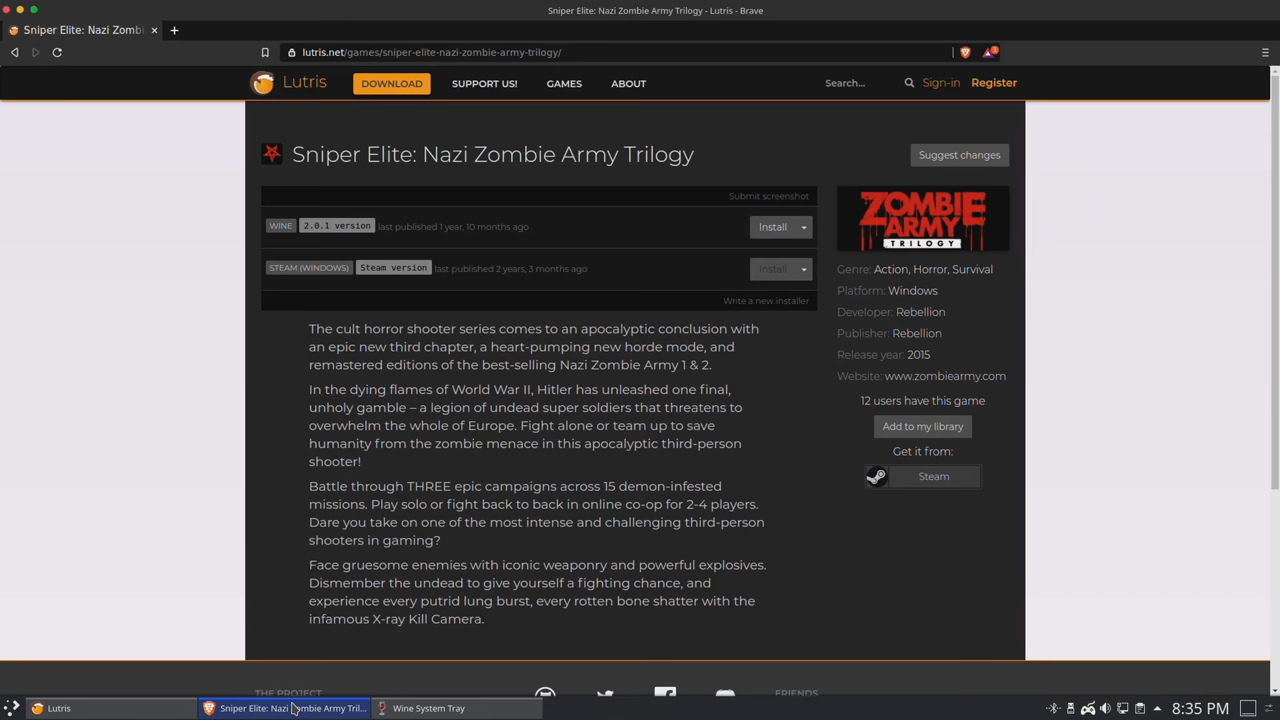 Sniper Elite: Nazi Zombie Army Trilogy - Lutris - Brave
Sniper Elite: Nazi Zomb
lutris.net/games/sniper-elite-nazi-zombie-army-trilogy/
1
Lutris
DOWNLOAD
SUPPORT US!
GAMES
ABOUT
Search...
Sign-in
Register
Sniper Elite: Nazi Zombie Army Trilogy
Suggest changes
Submit screenshot
WINE 2.0.1 version last published 1 year, 10 months ago
Install
STEAM (WINDOWS) Steam version last published 2 years, 3 months ago
Install
Write a new installer
The cult horror shooter series comes to an apocalyptic conclusion with
an epic new third chapter, a heart-pumping new horde mode, and
remastered editions of the best-selling Nazi Zombie Army 1 & 2.
In the dying flames of World War II, Hitler has unleashed one final,
unholy gamble – a legion of undead super soldiers that threatens to
overwhelm the whole of Europe. Fight alone or team up to save
humanity from the zombie menace in this apocalyptic third-person
shooter!
Battle through THREE epic campaigns across 15 demon-infested
missions. Play solo or fight back to back in online co-op for 2-4 players.
Dare you take on one of the most intense and challenging third-person
shooters in gaming?
Face gruesome enemies with iconic weaponry and powerful explosives.
Dismember the undead to give yourself a fighting chance, and
experience every putrid lung burst, every rotten bone shatter with the
infamous X-ray Kill Camera.
ZOMBIE
ARMY
TRILOGY
Genre: Action, Horror, Survival
Platform: Windows
Developer: Rebellion
Publisher: Rebellion
Release year: 2015
Website: www.zombiearmy.com
12 users have this game
Add to my library
Get it from:
Steam
THE PROJECT
FRIENDS
Lutris
Sniper Elite: Nazi Zombie Army Tril...
Wine System Tray
8:35 PM